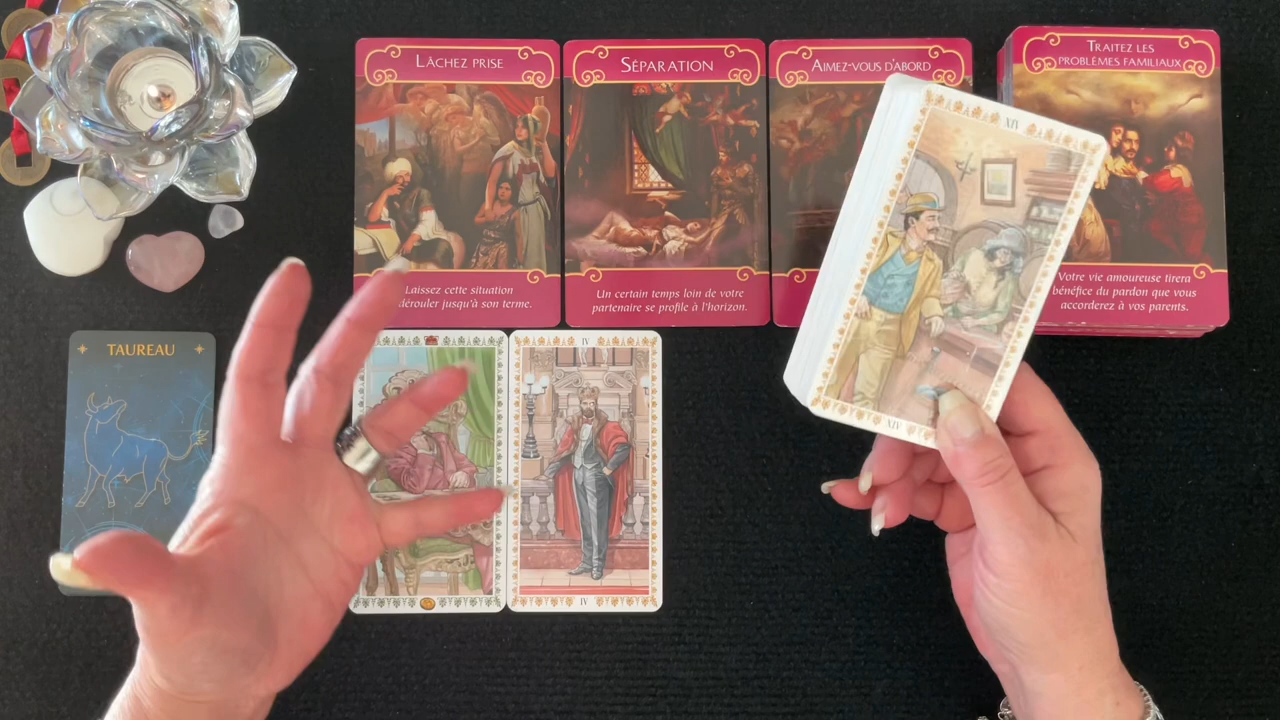 LÂCHEZ PRISE
Laissez cette situation
dérouler jusqu'à son terme.
SÉPARATION
Un certain temps loin de votre
partenaire se profile à l'horizon.
AIMEZ-VOUS D'ABORD
TRAITEZ LES
PROBLÈMES FAMILIAUX
Votre vie amoureuse tirera
bénéfice du pardon que vous
accorderez à vos parents.
XIV
XIV
TAUREAU
IV
IV